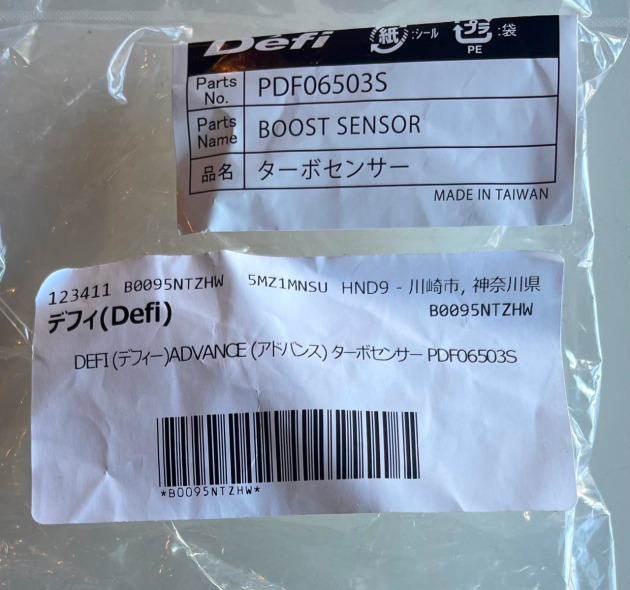 Défi 紙:シール プラ:袋
PE
Parts No. PDF06503S
Parts Name BOOST SENSOR
品名 ターボセンサー
MADE IN TAIWAN
123411 B0095NTZHW 5MZ1MNSU HND9 - 川崎市, 神奈川県
デフィ(Defi) B0095NTZHW
DEFI (デフィー)ADVANCE (アドバンス) ターボセンサー PDF06503S
*B0095NTZHW*